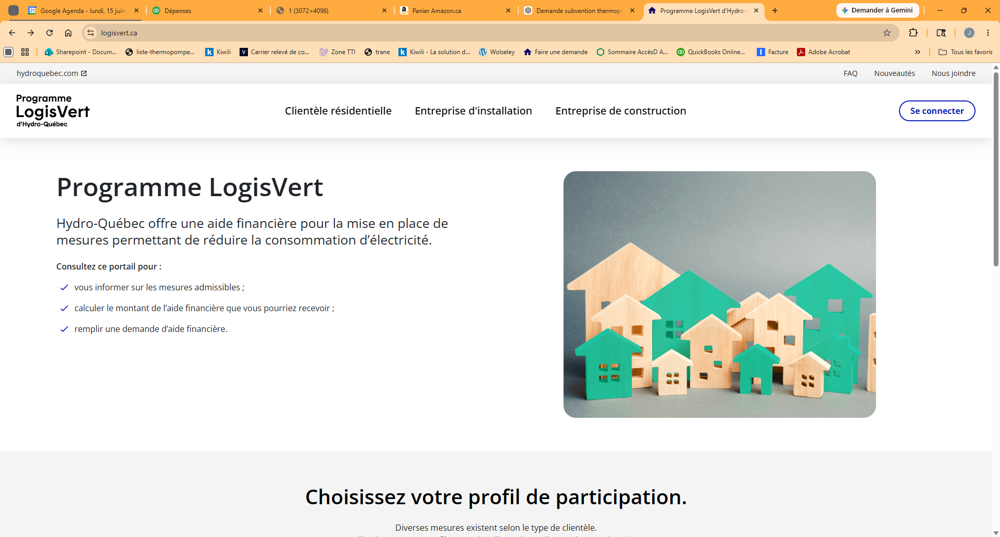 Google Agenda - lundi, 15 juin
Dépenses
1 (3072×4096)
Panier Amazon.ca
Demande subvention thermop
Programme LogisVert d'Hydro-
Demander à Gemini
logisvert.ca
J
Sharepoint - Docum...
liste-thermopompe...
Kiwili
Carrier relevé de co...
Zone TTI
trane
Kiwili - La solution d...
Wolseley
Faire une demande
Sommaire AccèsD A...
QuickBooks Online...
Facture
Adobe Acrobat
Tous les favoris
hydroquebec.com
FAQ
Nouveautés
Nous joindre
Programme
LogisVert
d'Hydro-Québec
Clientèle résidentielle
Entreprise d'installation
Entreprise de construction
Se connecter
Programme LogisVert
Hydro-Québec offre une aide financière pour la mise en place de
mesures permettant de réduire la consommation d’électricité.
Consultez ce portail pour :
vous informer sur les mesures admissibles ;
calculer le montant de l’aide financière que vous pourriez recevoir ;
remplir une demande d’aide financière.
Choisissez votre profil de participation.
Diverses mesures existent selon le type de clientèle.